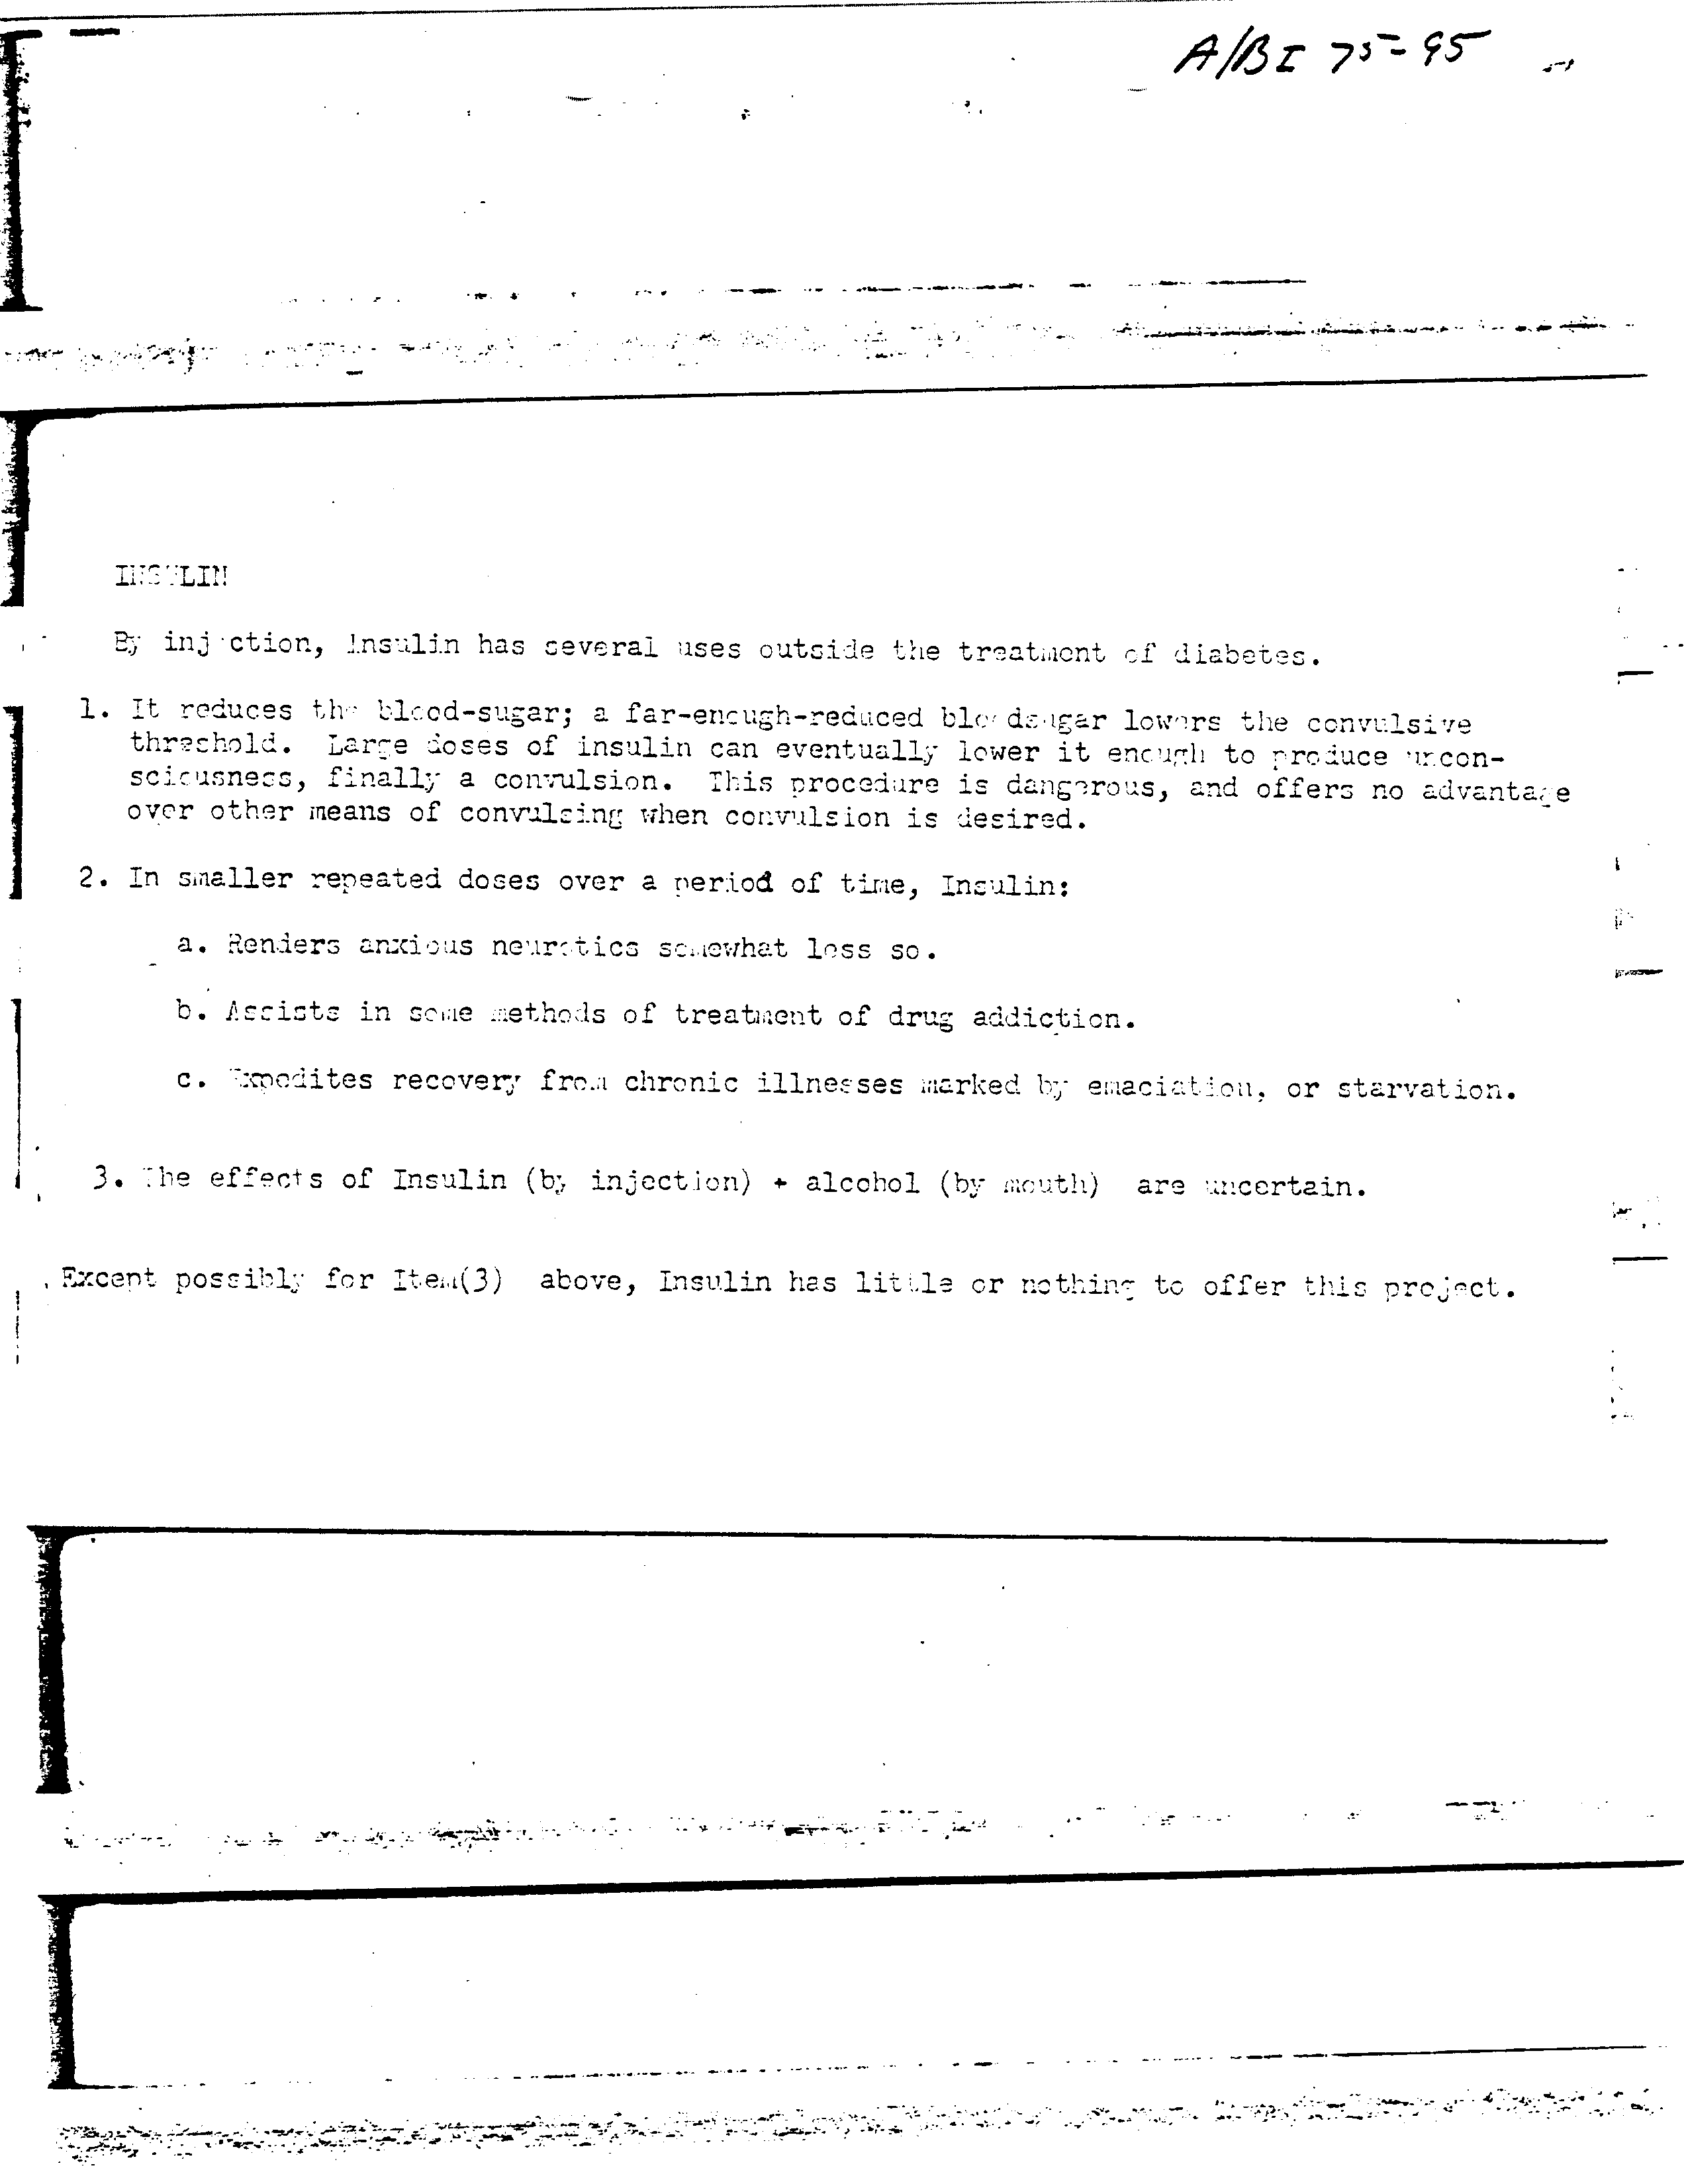 A/B I 75-95
INSULIN
By injection, Insulin has several uses outside the treatment of diabetes.
1. It reduces the blood-sugar; a far-enough-reduced bloodsugar lowers the convulsive
threshold. Large doses of insulin can eventually lower it enough to produce uncon-
sciousness, finally a convulsion. This procedure is dangerous, and offers no advantage
over other means of convulsing when convulsion is desired.
2. In smaller repeated doses over a period of time, Insulin:
a. Renders anxious neurotics somewhat less so.
b. Assists in some methods of treatment of drug addiction.
c. Expedites recovery from chronic illnesses marked by emaciation, or starvation.
3. The effects of Insulin (by injection) + alcohol (by mouth) are uncertain.
Except possibly for Item(3) above, Insulin has little or nothing to offer this project.